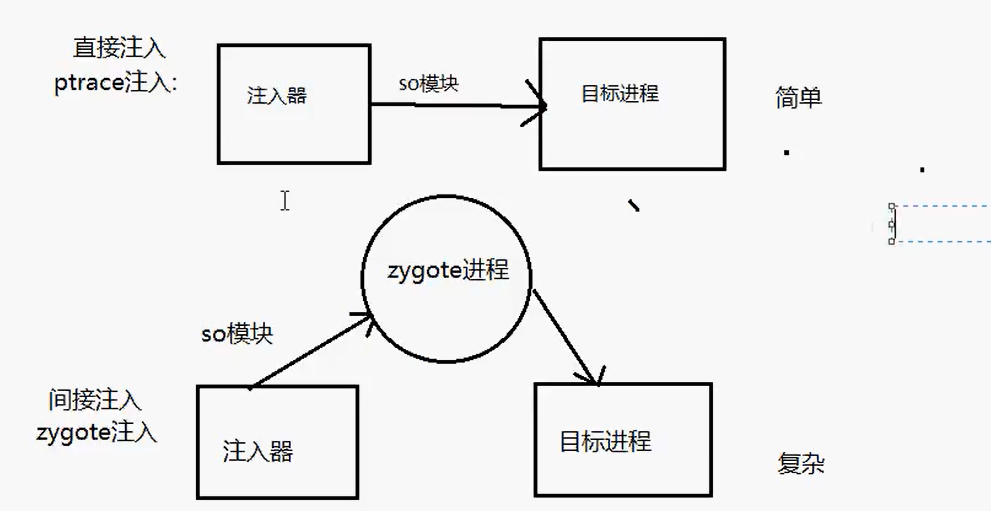 直接注入
ptrace注入:
注入器
so模块
目标进程
简单
zygote进程
so模块
间接注入
zygote注入
注入器
目标进程
复杂